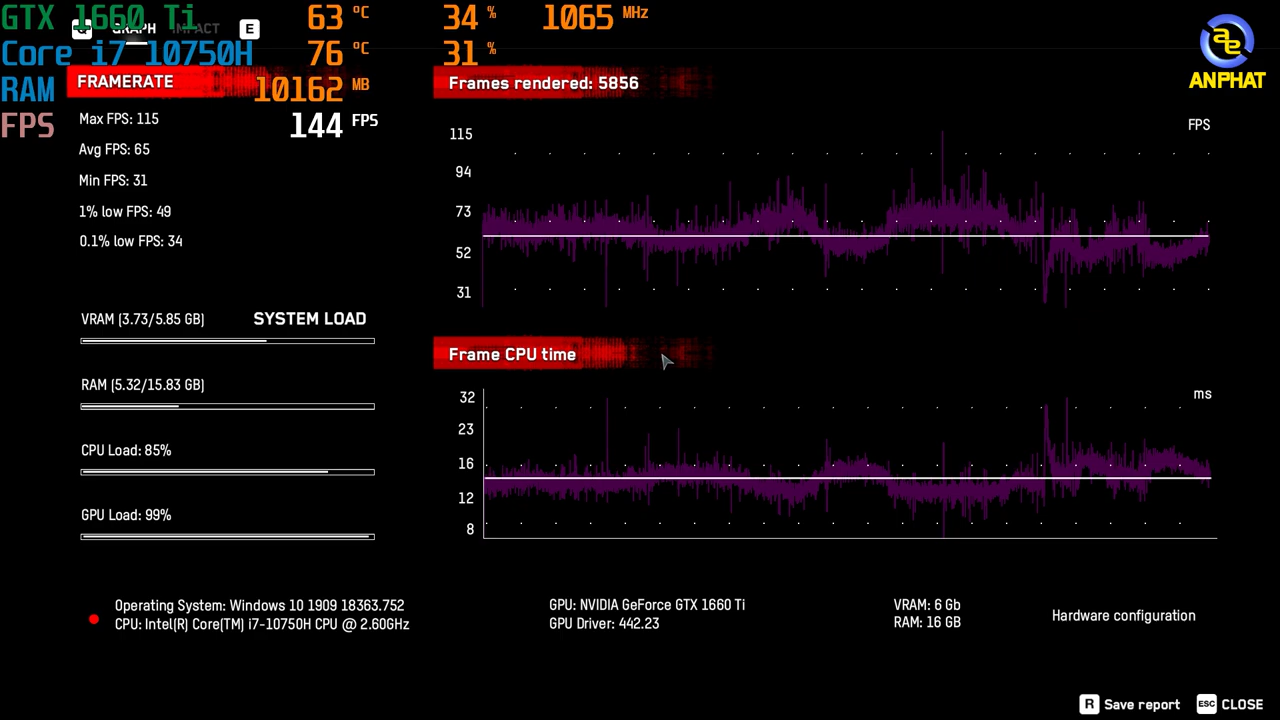 GTX 1660 Ti 63 °C 34 % 1065 MHz
GRAPH IMPACT E
Core i7 10750H 76 °C 31 %
RAM 10162 MB
FPS 144 FPS
ANPHAT
FRAMERATE
Max FPS: 115
Avg FPS: 65
Min FPS: 31
1% low FPS: 49
0.1% low FPS: 34
SYSTEM LOAD
VRAM (3.73/5.85 GB)
RAM (5.32/15.83 GB)
CPU Load: 85%
GPU Load: 99%
Frames rendered: 5856
FPS
115
94
73
52
31
Frame CPU time
ms
32
23
16
12
8
Operating System: Windows 10 1909 18363.752
CPU: Intel(R) Core(TM) i7-10750H CPU @ 2.60GHz
GPU: NVIDIA GeForce GTX 1660 Ti
GPU Driver: 442.23
VRAM: 6 Gb
RAM: 16 GB
Hardware configuration
R Save report ESC CLOSE